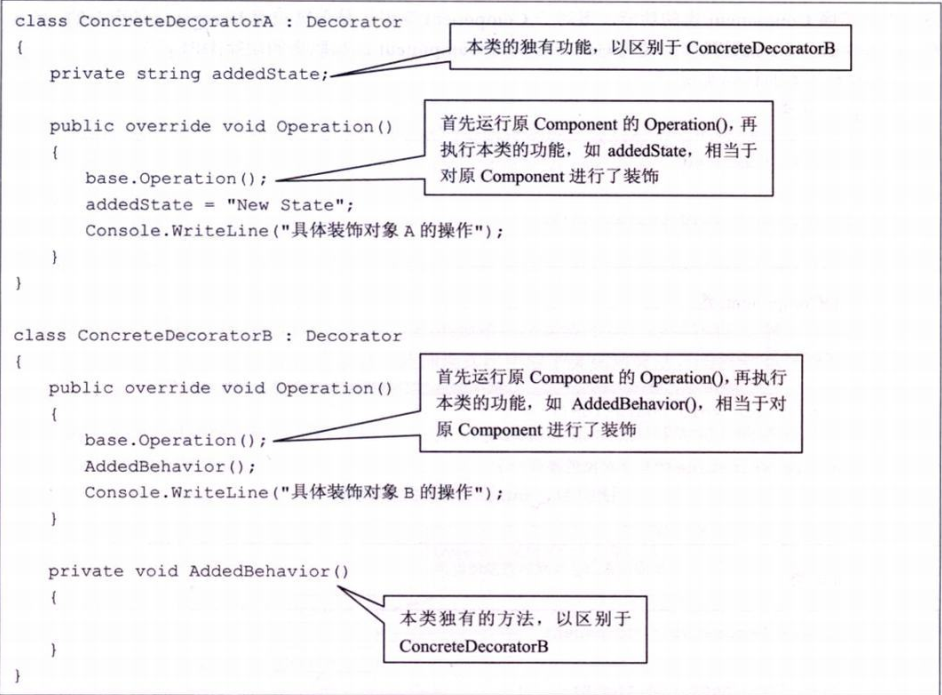 class ConcreteDecoratorA : Decorator
{
本类的独有功能，以区别于 ConcreteDecoratorB
private string addedState;
public override void Operation()
{
首先运行原 Component 的 Operation(), 再
执行本类的功能，如 addedState，相当于
对原 Component 进行了装饰
base.Operation();
addedState = "New State";
Console.WriteLine("具体装饰对象 A 的操作");
}
}
class ConcreteDecoratorB : Decorator
{
public override void Operation()
{
首先运行原 Component 的 Operation(), 再执行
本类的功能，如 AddedBehavior()，相当于对
原 Component 进行了装饰
base.Operation();
AddedBehavior();
Console.WriteLine("具体装饰对象 B 的操作");
}
private void AddedBehavior()
{
本类独有的方法，以区别于
ConcreteDecoratorB
}
}